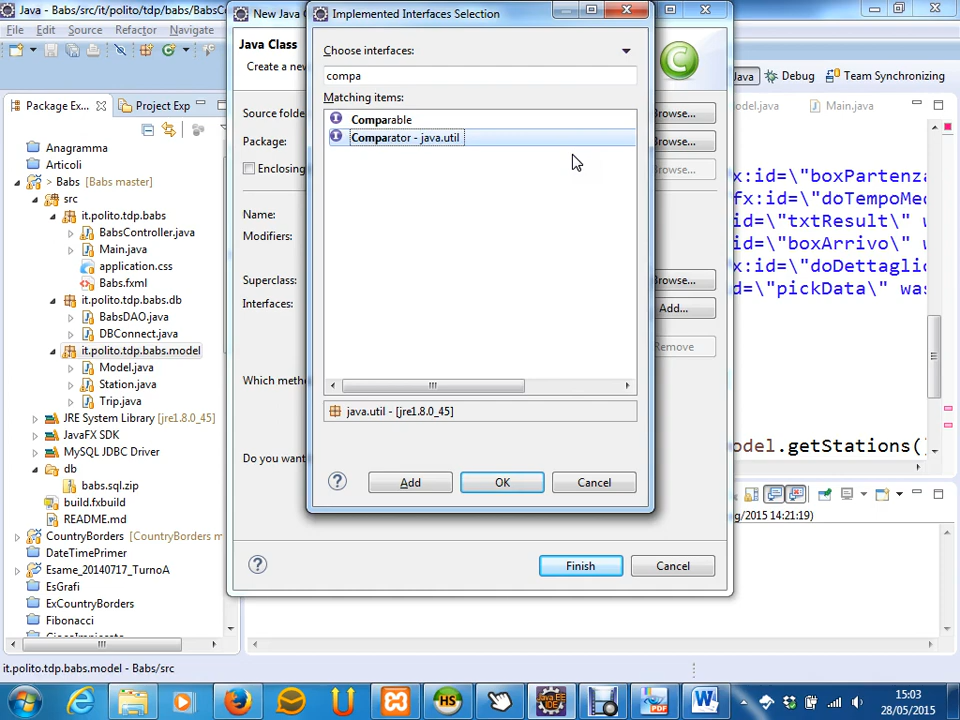 Java - Babs/src/it/polito/tdp/babs/BabsCo
New Java C
Implemented Interfaces Selection
File Edit Source Refactor Navigate
Java Class
Create a new
Choose interfaces:
compa
Matching items:
Comparable
Comparator - java.util
java.util - [jre1.8.0_45]
Add
OK
Cancel
Source folde
Package:
Enclosing
Name:
Modifiers:
Superclass:
Interfaces:
Which meth
Do you want
rowse...
rowse...
rowse...
rowse...
Add...
Remove
Finish
Cancel
Java
Debug
Team Synchronizing
odel.java
Main.java
x:id=\"boxPartenza
fx:id=\"doTempoMed
id=\"txtResult\" w
id=\"boxArrivo\" w
x:id=\"doDettaglio
d=\"pickData\" was
odel.getStations()
g/2015 14:21:19)
Package Ex...
Project Exp
Anagramma
Articoli
> Babs [Babs master]
src
it.polito.tdp.babs
BabsController.java
Main.java
application.css
Babs.fxml
it.polito.tdp.babs.db
BabsDAO.java
DBConnect.java
it.polito.tdp.babs.model
Model.java
Station.java
Trip.java
JRE System Library [jre1.8.0_45]
JavaFX SDK
MySQL JDBC Driver
db
babs.sql.zip
build.fxbuild
README.md
CountryBorders [CountryBorders m
DateTimePrimer
Esame_20140717_TurnoA
EsGrafi
ExCountryBorders
Fibonacci
it.polito.tdp.babs.model - Babs/src
15:03
28/05/2015